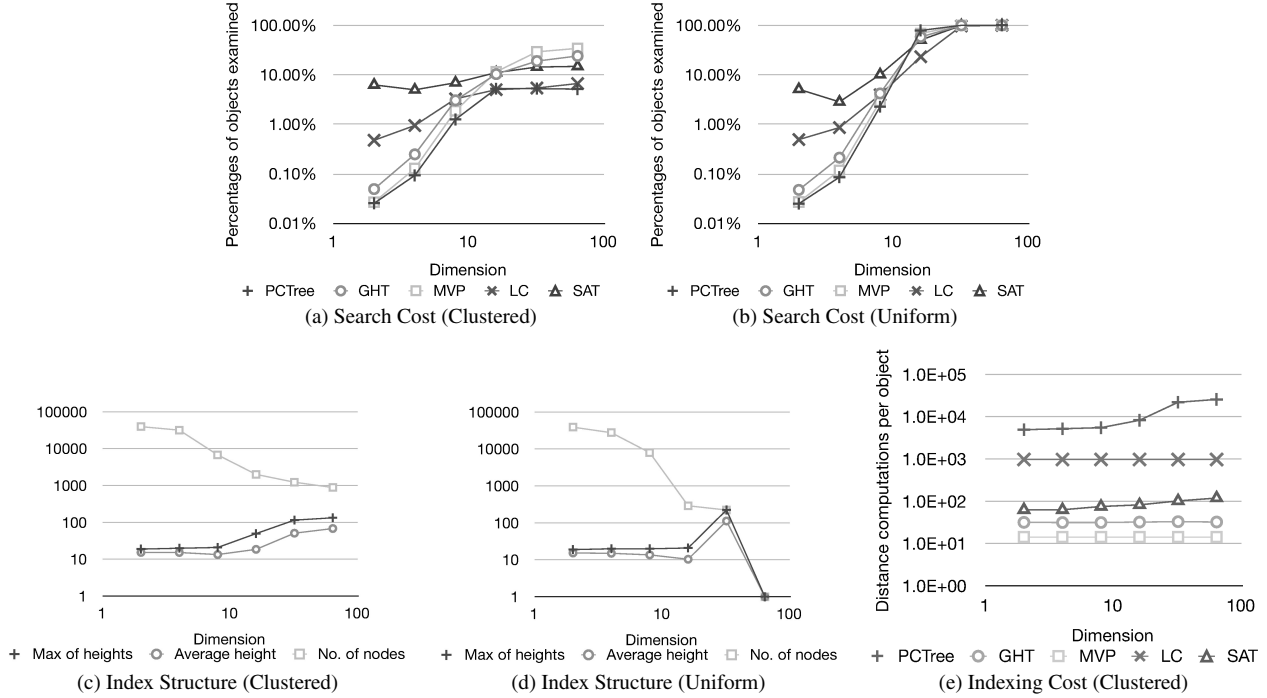 Percentages of objects examined
100.00%
10.00%
1.00%
0.10%
0.01%
1 10 100
Dimension
PCTree GHT MVP LC SAT
(a) Search Cost (Clustered)
Percentages of objects examined
100.00%
10.00%
1.00%
0.10%
0.01%
1 10 100
Dimension
PCTree GHT MVP LC SAT
(b) Search Cost (Uniform)
100000
10000
1000
100
10
1
1 10 100
Dimension
Max of heights Average height No. of nodes
(c) Index Structure (Clustered)
100000
10000
1000
100
10
1
1 10 100
Dimension
Max of heights Average height No. of nodes
(d) Index Structure (Uniform)
Distance computations per object
1.0E+05
1.0E+04
1.0E+03
1.0E+02
1.0E+01
1.0E+00
1 10 100
Dimension
PCTree GHT MVP LC SAT
(e) Indexing Cost (Clustered)